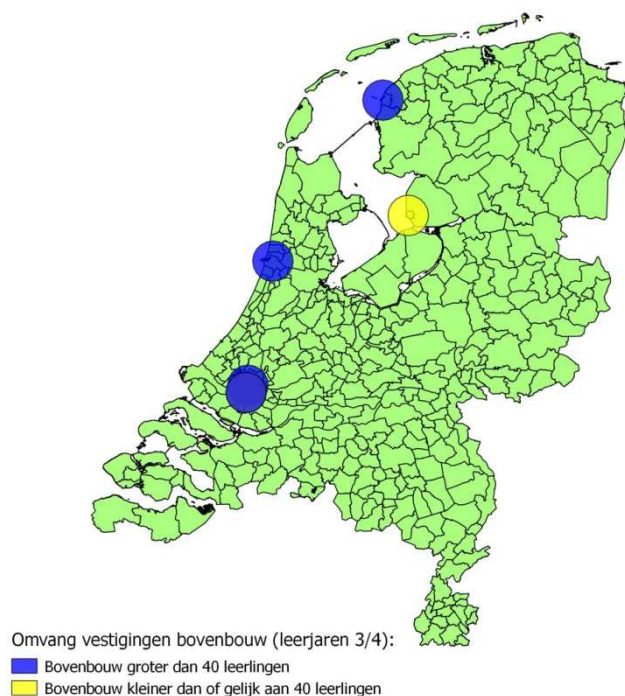 Omvang vestigingen bovenbouw (leerjaren 3/4):
Bovenbouw groter dan 40 leerlingen
Bovenbouw kleiner dan of gelijk aan 40 leerlingen